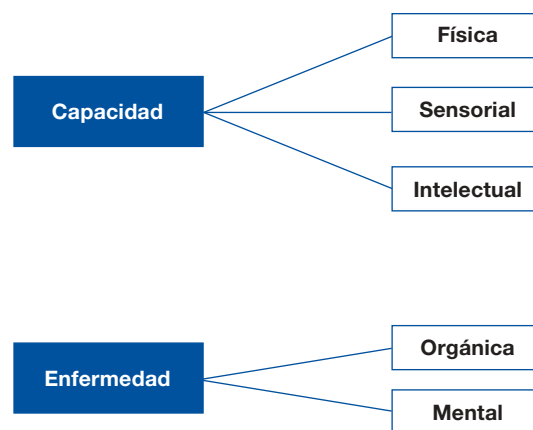 Capacidad
Física
Sensorial
Intelectual
Enfermedad
Orgánica
Mental